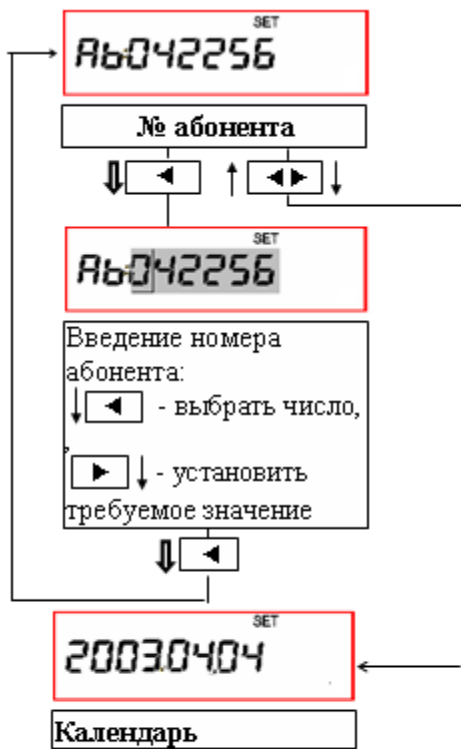 SET
Ab042256
№ абонента
SET
Ab042256
Введение номера
абонента:
- выбрать число,
,
- установить
требуемое значение
SET
2003.04.04
Календарь